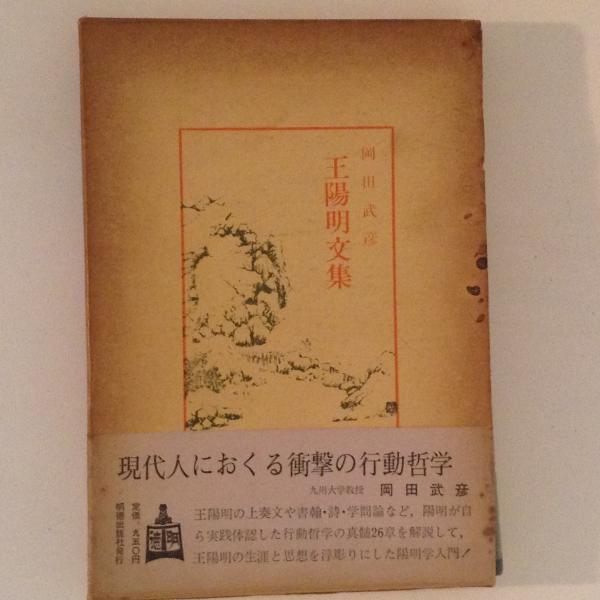 岡田武彦
王陽明文集
現代人におくる衝撃の行動哲学
九州大学教授 岡田武彦
王陽明の上奏文や書翰・詩・学問論など，陽明が自
ら実践体認した行動哲学の真髄26章を解説して，
王陽明の生涯と思想を浮彫りにした陽明学入門！
明徳
定価、九五〇円
明徳出版社発行